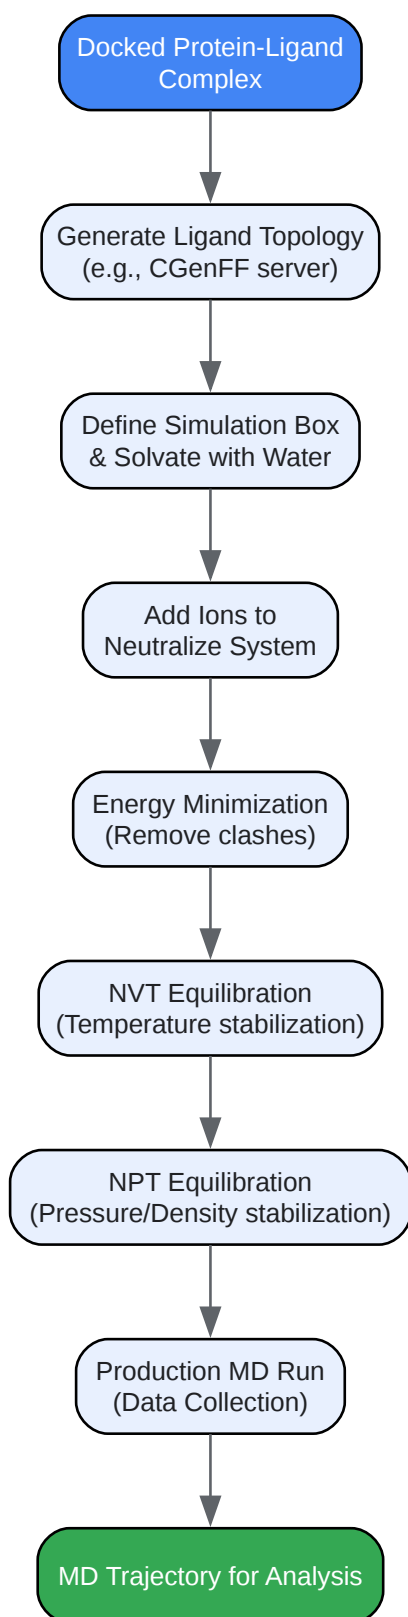 Docked Protein-Ligand
Complex
Generate Ligand Topology
(e.g., CGenFF server)
Define Simulation Box
& Solvate with Water
Add Ions to
Neutralize System
Energy Minimization
(Remove clashes)
NVT Equilibration
(Temperature stabilization)
NPT Equilibration
(Pressure/Density stabilization)
Production MD Run
(Data Collection)
MD Trajectory for Analysis